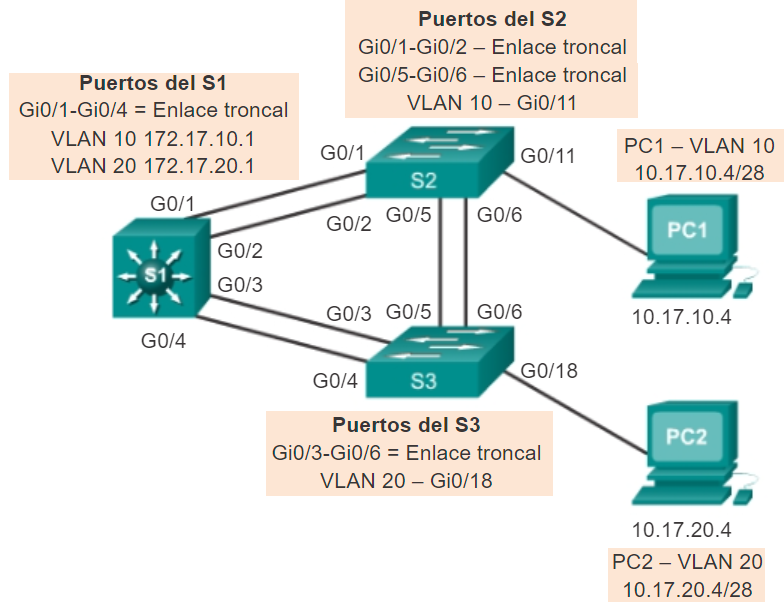 Puertos del S2
Gi0/1-Gi0/2 – Enlace troncal
Gi0/5-Gi0/6 – Enlace troncal
VLAN 10 – Gi0/11
Puertos del S1
Gi0/1-Gi0/4 = Enlace troncal
VLAN 10 172.17.10.1
VLAN 20 172.17.20.1
PC1 – VLAN 10
10.17.10.4/28
G0/1
G0/11
S2
G0/1
G0/2
G0/5
G0/6
PC1
G0/2
S1
G0/3
G0/3
G0/5
G0/6
10.17.10.4
G0/4
G0/4
S3
G0/18
Puertos del S3
Gi0/3-Gi0/6 = Enlace troncal
VLAN 20 – Gi0/18
PC2
10.17.20.4
PC2 – VLAN 20
10.17.20.4/28